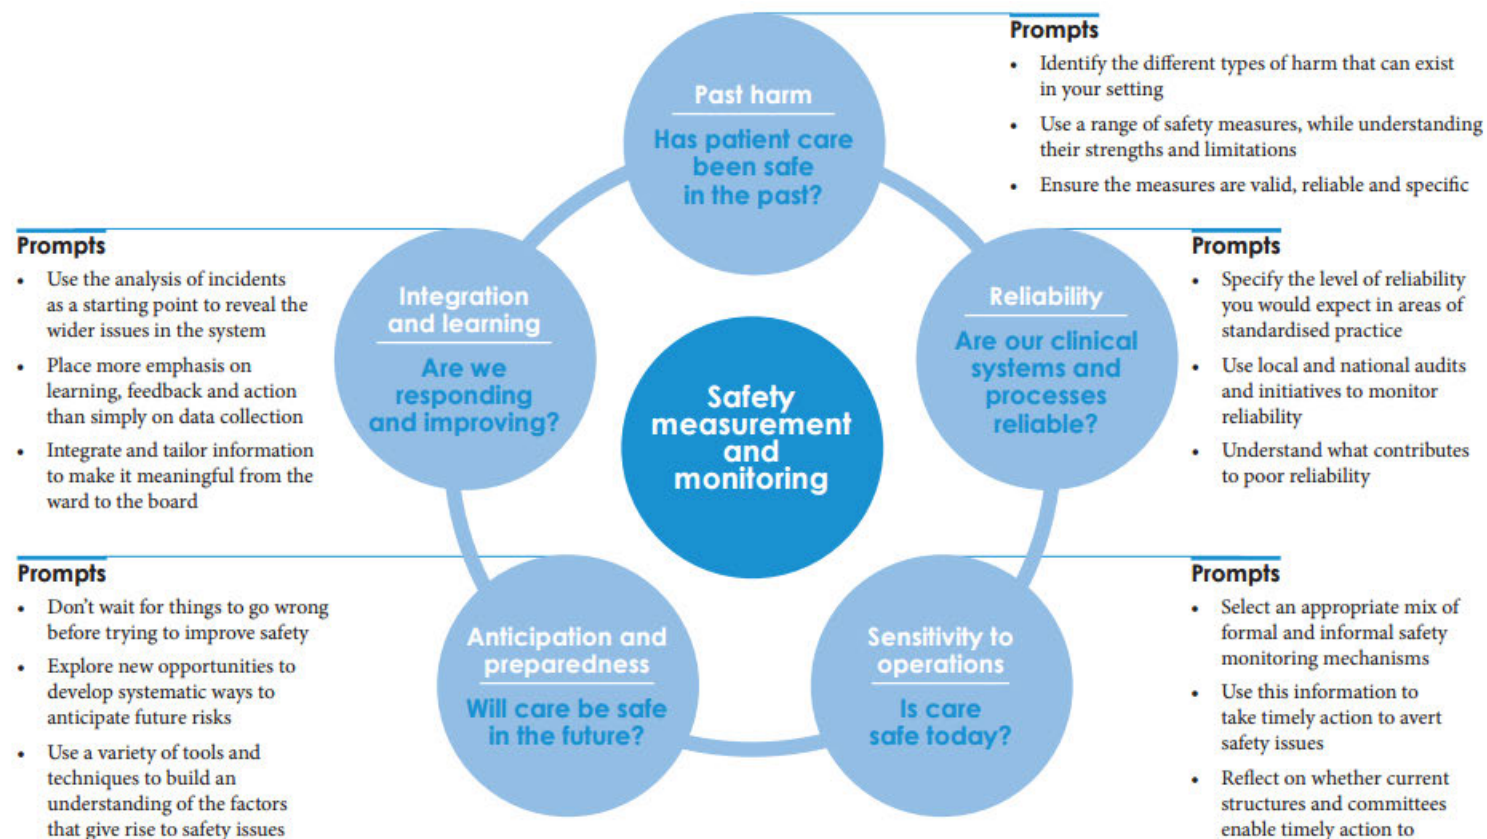 Past harm
Has patient care
been safe
in the past?
Prompts
• Identify the different types of harm that can exist
in your setting
• Use a range of safety measures, while understanding
their strengths and limitations
• Ensure the measures are valid, reliable and specific
Reliability
Are our clinical
systems and
processes
reliable?
Prompts
• Specify the level of reliability
you would expect in areas of
standardised practice
• Use local and national audits
and initiatives to monitor
reliability
• Understand what contributes
to poor reliability
Sensitivity to
operations
Is care
safe today?
Prompts
• Select an appropriate mix of
formal and informal safety
monitoring mechanisms
• Use this information to
take timely action to avert
safety issues
• Reflect on whether current
structures and committees
enable timely action to
Anticipation and
preparedness
Will care be safe
in the future?
Prompts
• Don’t wait for things to go wrong
before trying to improve safety
• Explore new opportunities to
develop systematic ways to
anticipate future risks
• Use a variety of tools and
techniques to build an
understanding of the factors
that give rise to safety issues
Integration
and learning
Are we
responding
and improving?
Prompts
• Use the analysis of incidents
as a starting point to reveal the
wider issues in the system
• Place more emphasis on
learning, feedback and action
than simply on data collection
• Integrate and tailor information
to make it meaningful from the
ward to the board
Safety
measurement
and
monitoring